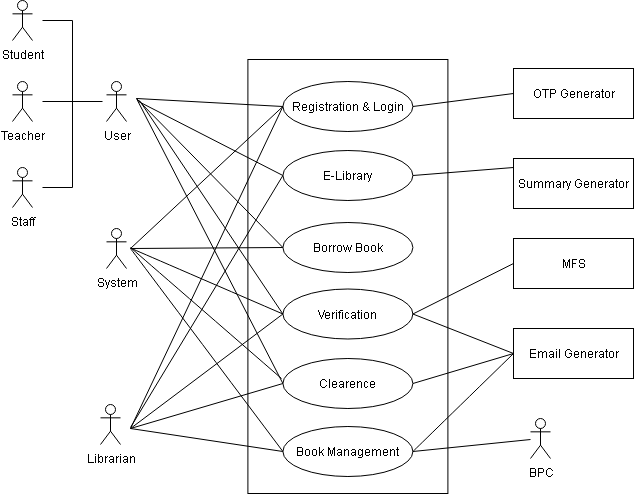 Student
Teacher
Staff
User
System
Librarian
Registration & Login
E-Library
Borrow Book
Verification
Clearence
Book Management
OTP Generator
Summary Generator
MFS
Email Generator
BPC